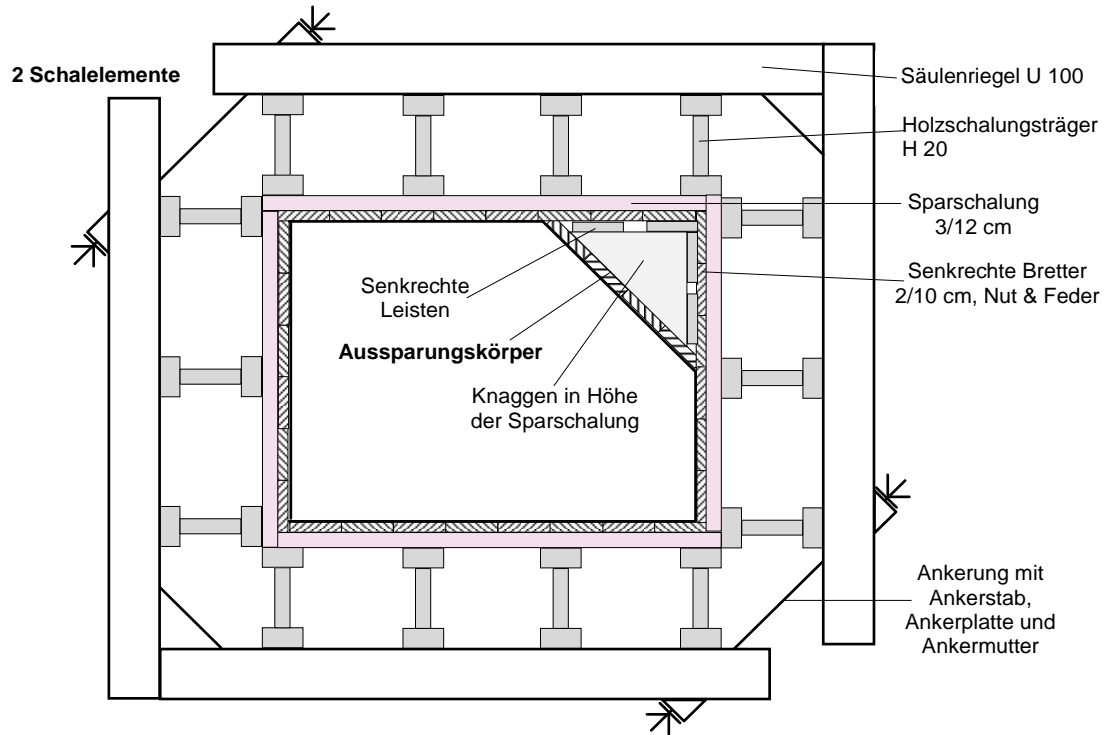 2 Schalelemente
Säulenriegel U 100
Holzschalungsträger
H 20
Sparschalung
3/12 cm
Senkrechte Bretter
2/10 cm, Nut & Feder
Senkrechte
Leisten
Aussparungskörper
Knaggen in Höhe
der Sparschalung
Ankerung mit
Ankerstab,
Ankerplatte und
Ankermutter